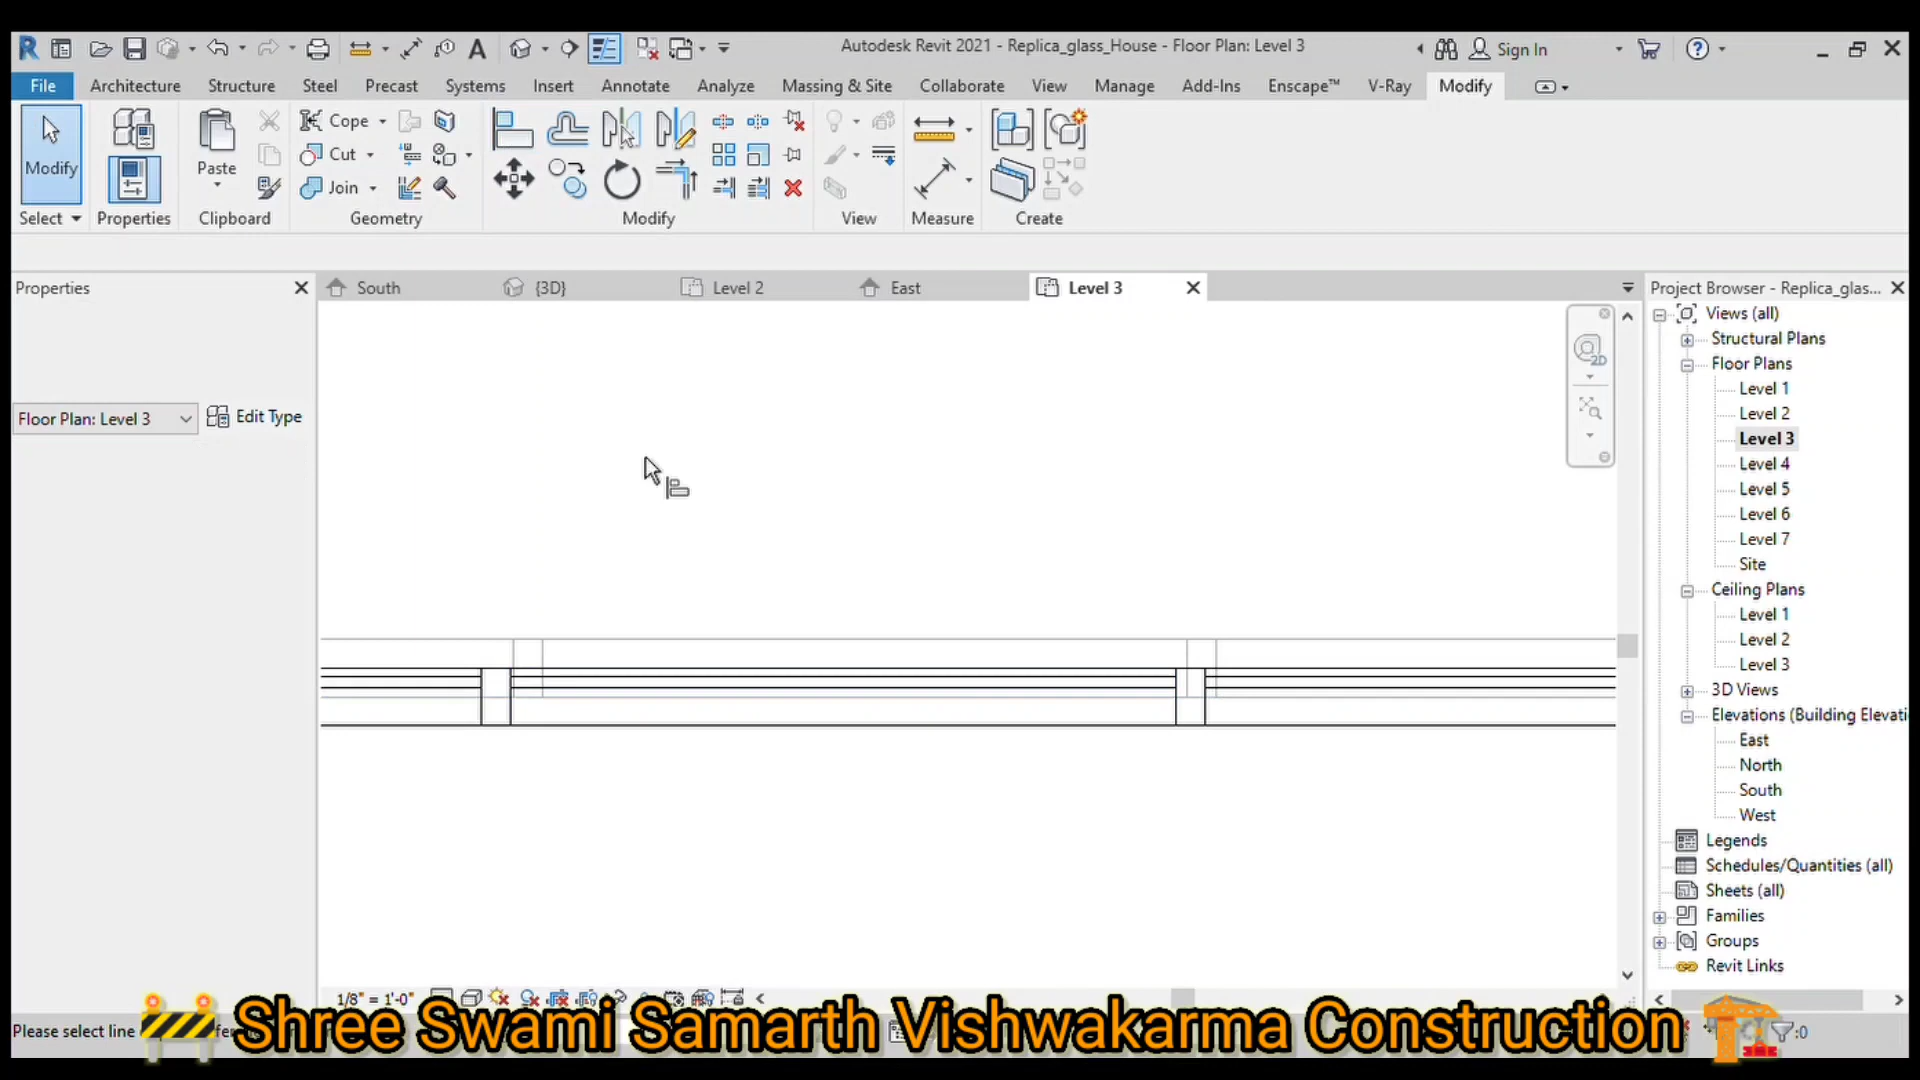 Autodesk Revit 2021 - Replica_glass_House - Floor Plan: Level 3
Sign In
File Architecture Structure Steel Precast Systems Insert Annotate Analyze Massing & Site Collaborate View Manage Add-Ins Enscape™ V-Ray Modify
Modify
Paste
Cope
Cut
Join
Select Properties Clipboard Geometry Modify View Measure Create
Properties
South {3D} Level 2 East Level 3
Project Browser - Replica_glas...
Floor Plan: Level 3
Edit Type
2D
Views (all)
Structural Plans
Floor Plans
Level 1
Level 2
Level 3
Level 4
Level 5
Level 6
Level 7
Site
Ceiling Plans
Level 1
Level 2
Level 3
3D Views
Elevations (Building Elevati
East
North
South
West
Legends
Schedules/Quantities (all)
Sheets (all)
Families
Groups
Revit Links
1/8" = 1'-0"
Please select line
Shree Swami Samarth Vishwakarma Construction
:0